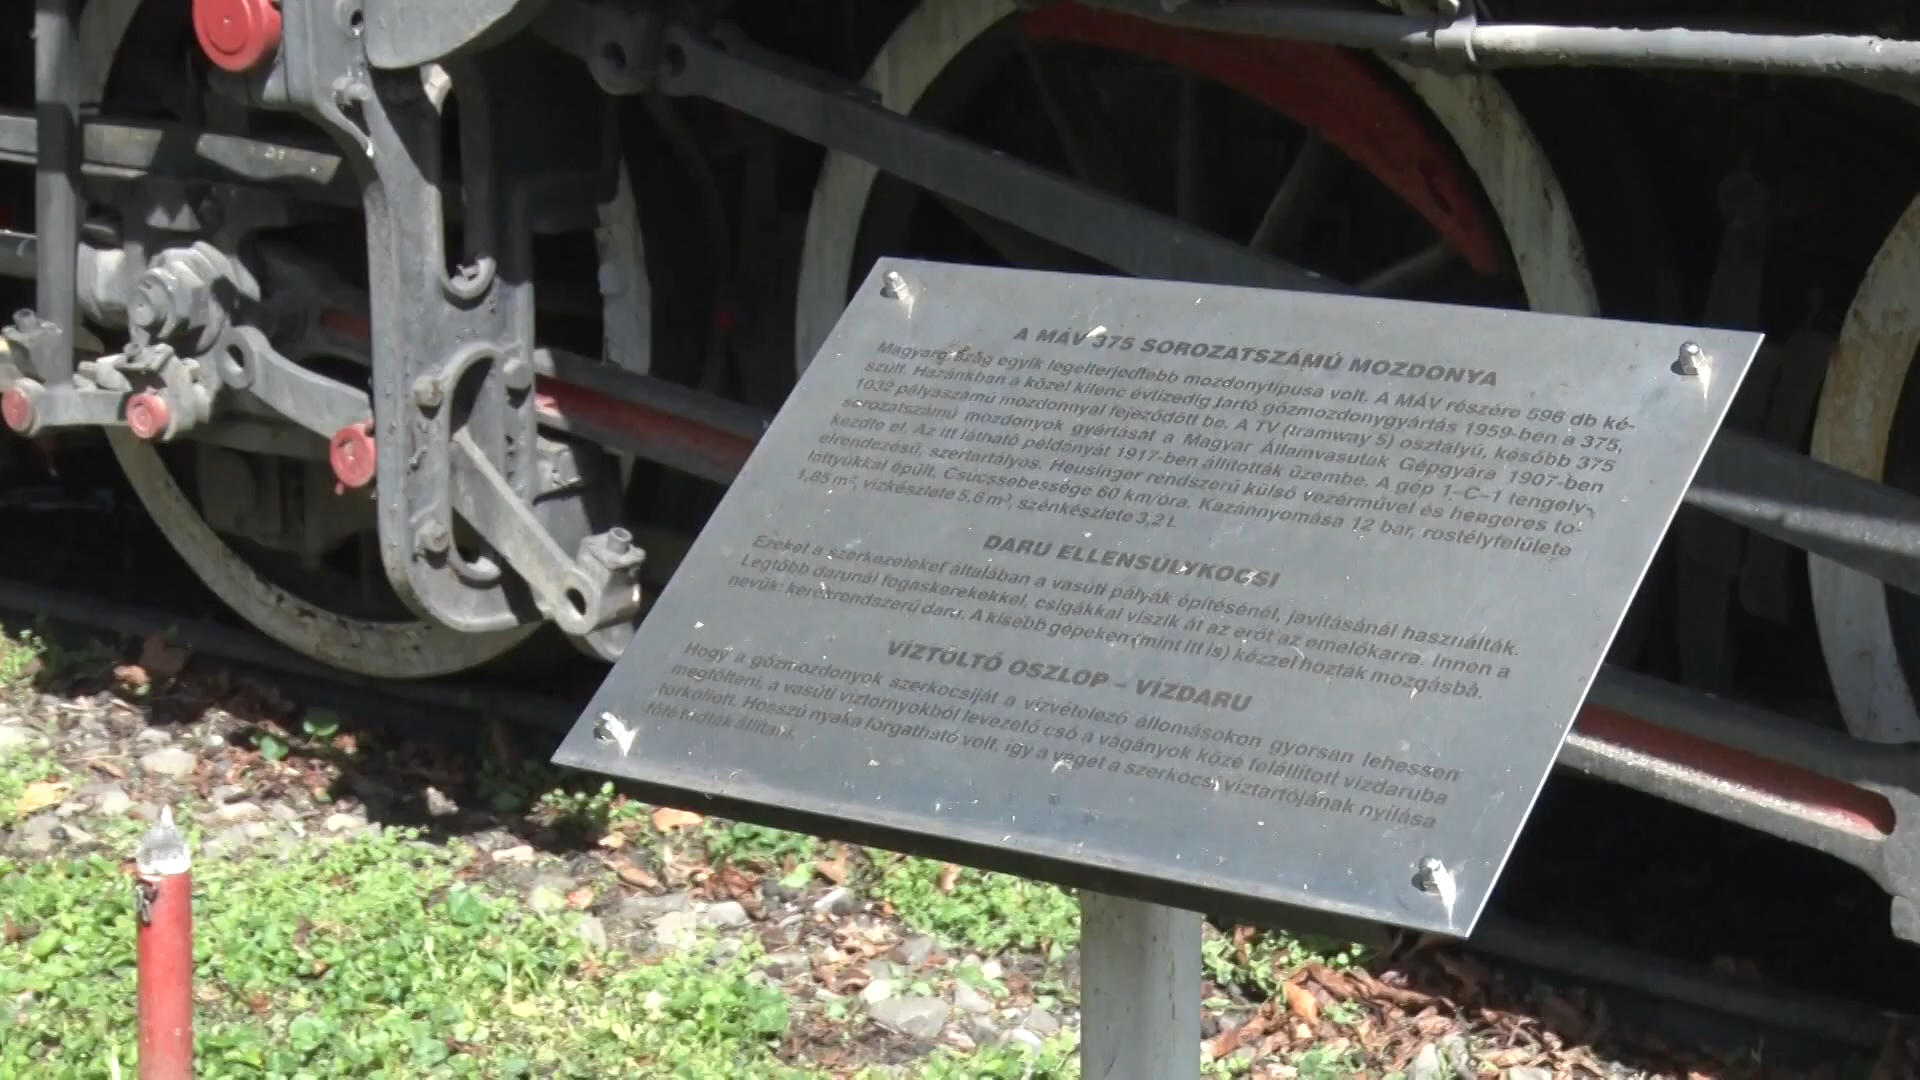 A MÁV 375 SOROZATSZÁMÚ MOZDONYA
Magyarország egyik legelterjedtebb mozdonytípusa volt. A MÁV részére 596 db ké-
szült. Hazánkban a közel kilenc évtizedig tartó gőzmozdonygyártás 1959-ben a 375,
1032 pályaszámú mozdonnyal fejeződött be. A TV (tramway 5) osztályú, később 375
sorozatszámú mozdonyok gyártását a Magyar Államvasutak Gépgyára 1907-ben
kezdte el. Az itt látható példányát 1917-ben állították üzembe. A gép 1-C-1 tengely-
elrendezésű, szertartályos. Heusinger rendszerű külső vezérművel és hengeres to-
lattyúkkal épült. Csúcssebessége 60 km/óra. Kazánnyomása 12 bar, rostélyfelülete
1,85 m², vízkészlete 5,6 m³, szénkészlete 3,2 t.
DARU ELLENSÚLYKOCSI
Ezeket a szerkezeteket általában a vasúti pályák építésénél, javításánál használták.
Legtöbb darunál fogaskerekekkel, csigákkal viszik át az erőt az emelőkarra. Innen a
nevük: kerékrendszerű daru. A kisebb gépeken (mint itt is) kézzel hozták mozgásba.
VÍZTÖLTŐ OSZLOP – VÍZDARU
Hogy a gőzmozdonyok szerkocsiját a vízvételező állomásokon gyorsan lehessen
megtölteni, a vasúti víztornyokból levezető cső a vágányok közé felállított vízdaruba
torkollott. Hosszú nyaka forgatható volt, így a véget a szerkocsi víztartójának nyílása
fölé tudták állítani.